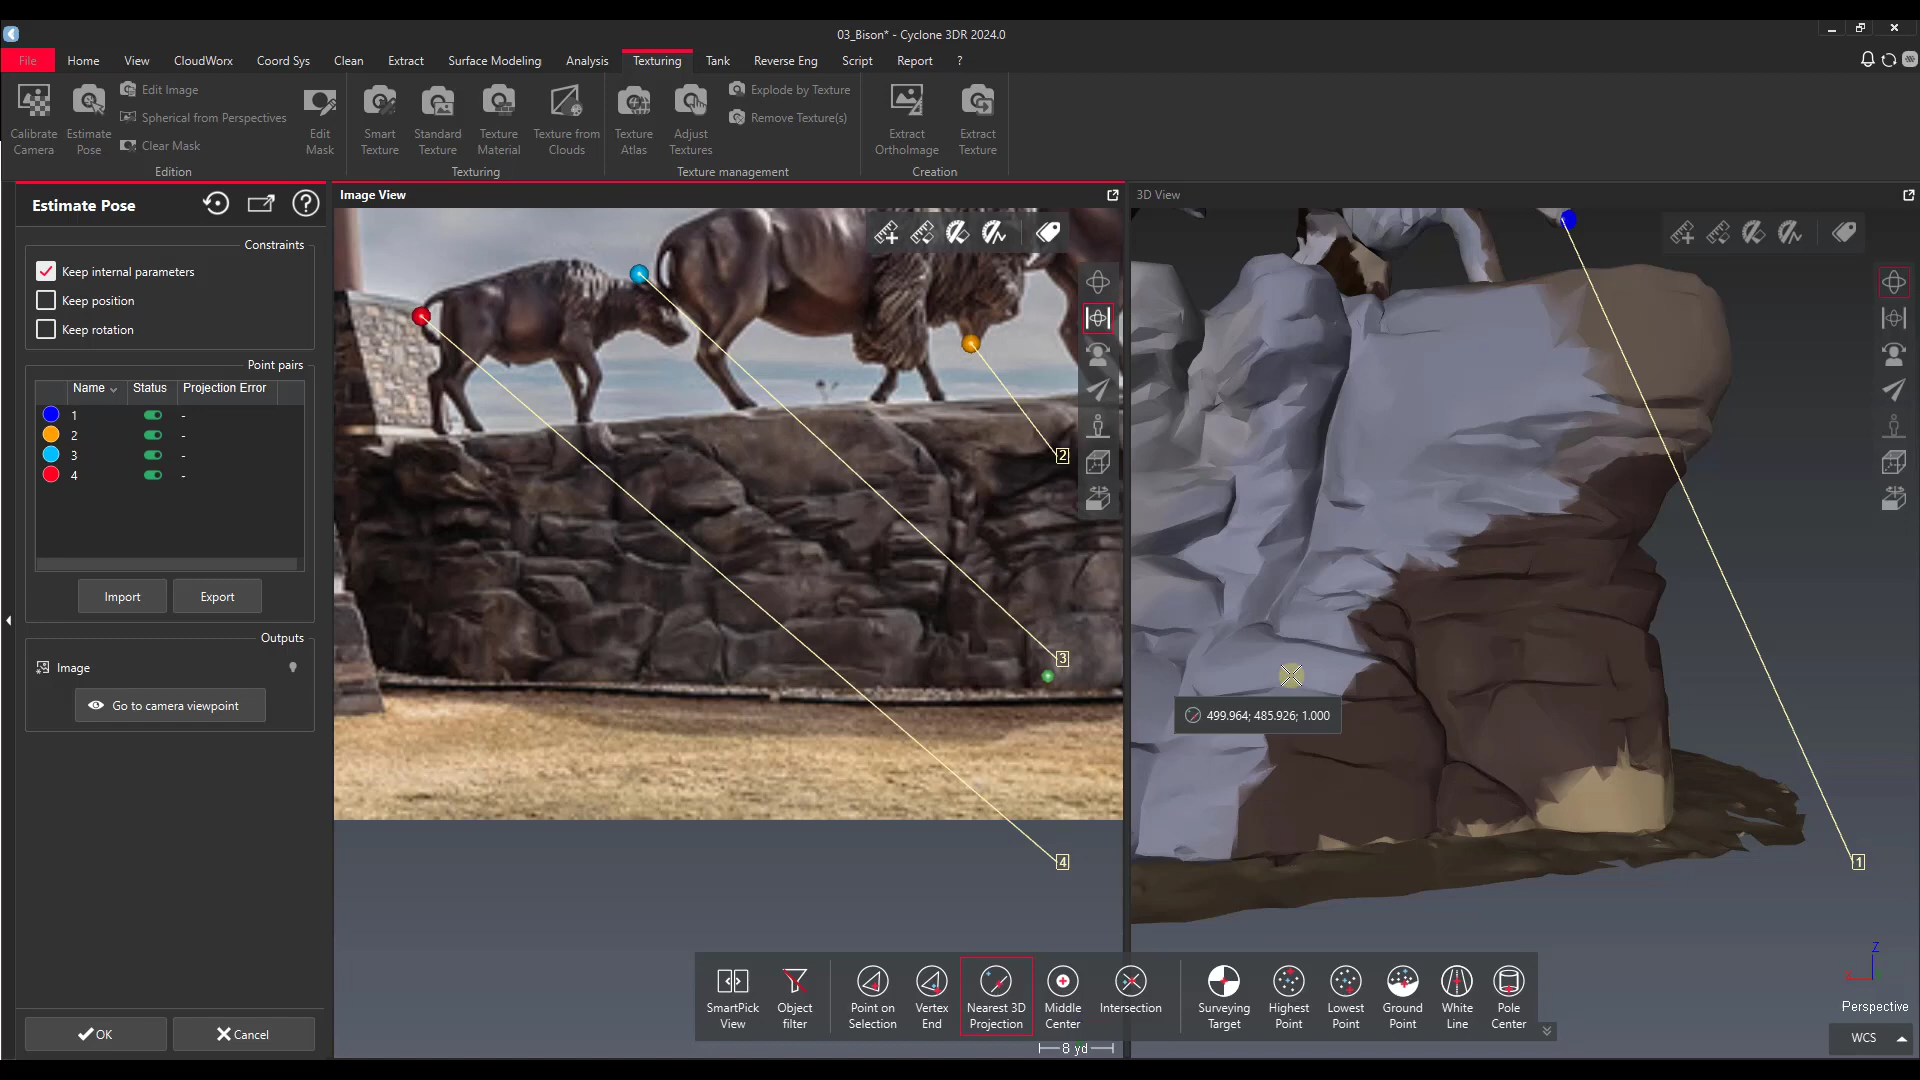 03_Bison* - Cyclone 3DR 2024.0
File Home View CloudWorx Coord Sys Clean Extract Surface Modeling Analysis Texturing Tank Reverse Eng Script Report ?
Calibrate Camera
Estimate Pose
Edit Image
Spherical from Perspectives
Clear Mask
Edit Mask
Edition
Smart Texture
Standard Texture
Texture Material
Texture from Clouds
Texturing
Texture Atlas
Adjust Textures
Explode by Texture
Remove Texture(s)
Texture management
Extract OrthoImage
Extract Texture
Creation
Estimate Pose
Constraints
Keep internal parameters
Keep position
Keep rotation
Point pairs
Name Status Projection Error
1 -
2 -
3 -
4 -
Import Export
Outputs
Image
Go to camera viewpoint
OK Cancel
Image View
2
3
4
8 yd
3D View
499.964; 485.926; 1.000
1
Z
Perspective
WCS
SmartPick View
Object filter
Point on Selection
Vertex End
Nearest 3D Projection
Middle Center
Intersection
Surveying Target
Highest Point
Lowest Point
Ground Point
White Line
Pole Center